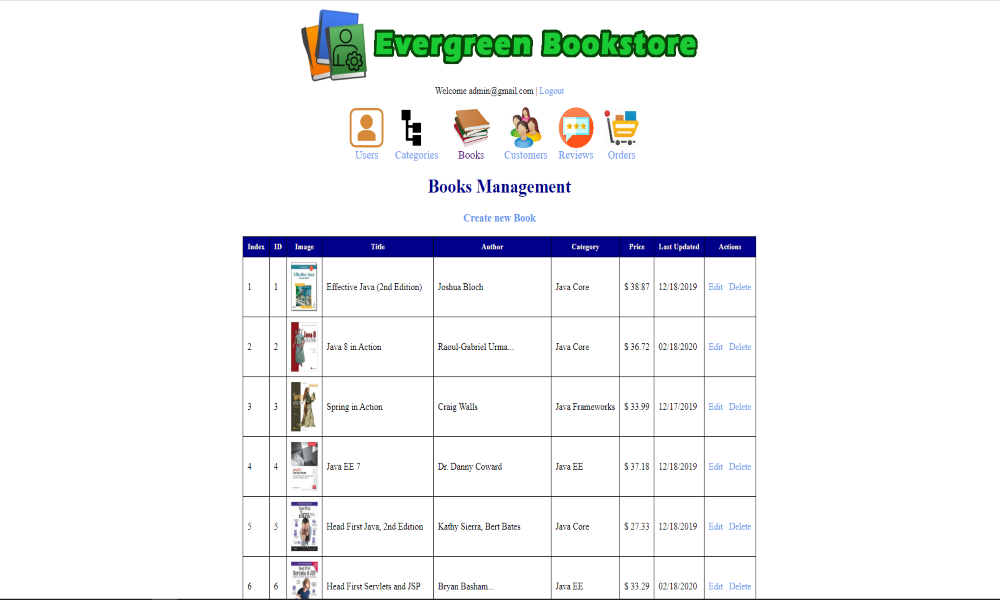 Evergreen Bookstore
Welcome admin@gmail.com | Logout
Users Categories Books Customers Reviews Orders
Books Management
Create new Book
Index ID Image Title Author Category Price Last Updated Actions
1 1 Effective Java (2nd Edition) Joshua Bloch Java Core $ 38.87 12/18/2019 Edit Delete
2 2 Java 8 in Action Raoul-Gabriel Urma... Java Core $ 36.72 02/18/2020 Edit Delete
3 3 Spring in Action Craig Walls Java Frameworks $ 33.99 12/17/2019 Edit Delete
4 4 Java EE 7 Dr. Danny Coward Java EE $ 37.18 12/18/2019 Edit Delete
5 5 Head First Java, 2nd Edition Kathy Sierra, Bert Bates Java Core $ 27.33 12/18/2019 Edit Delete
6 6 Head First Servlets and JSP Bryan Basham... Java EE $ 33.29 02/18/2020 Edit Delete